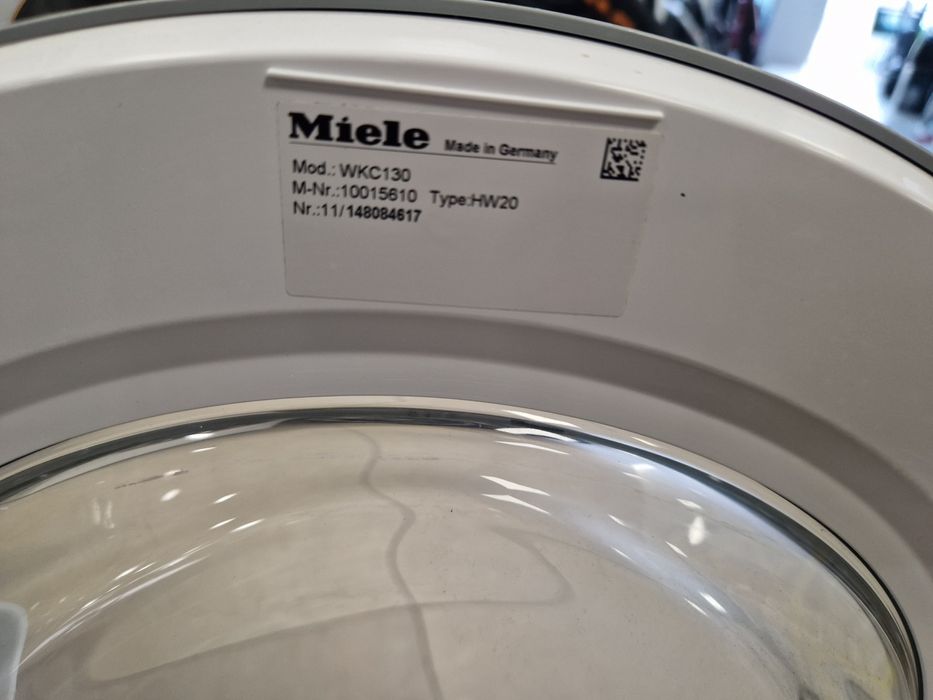 Miele Made in Germany
Mod.: WKC130
M-Nr.:10015610 Type:HW20
Nr.:11/148084617